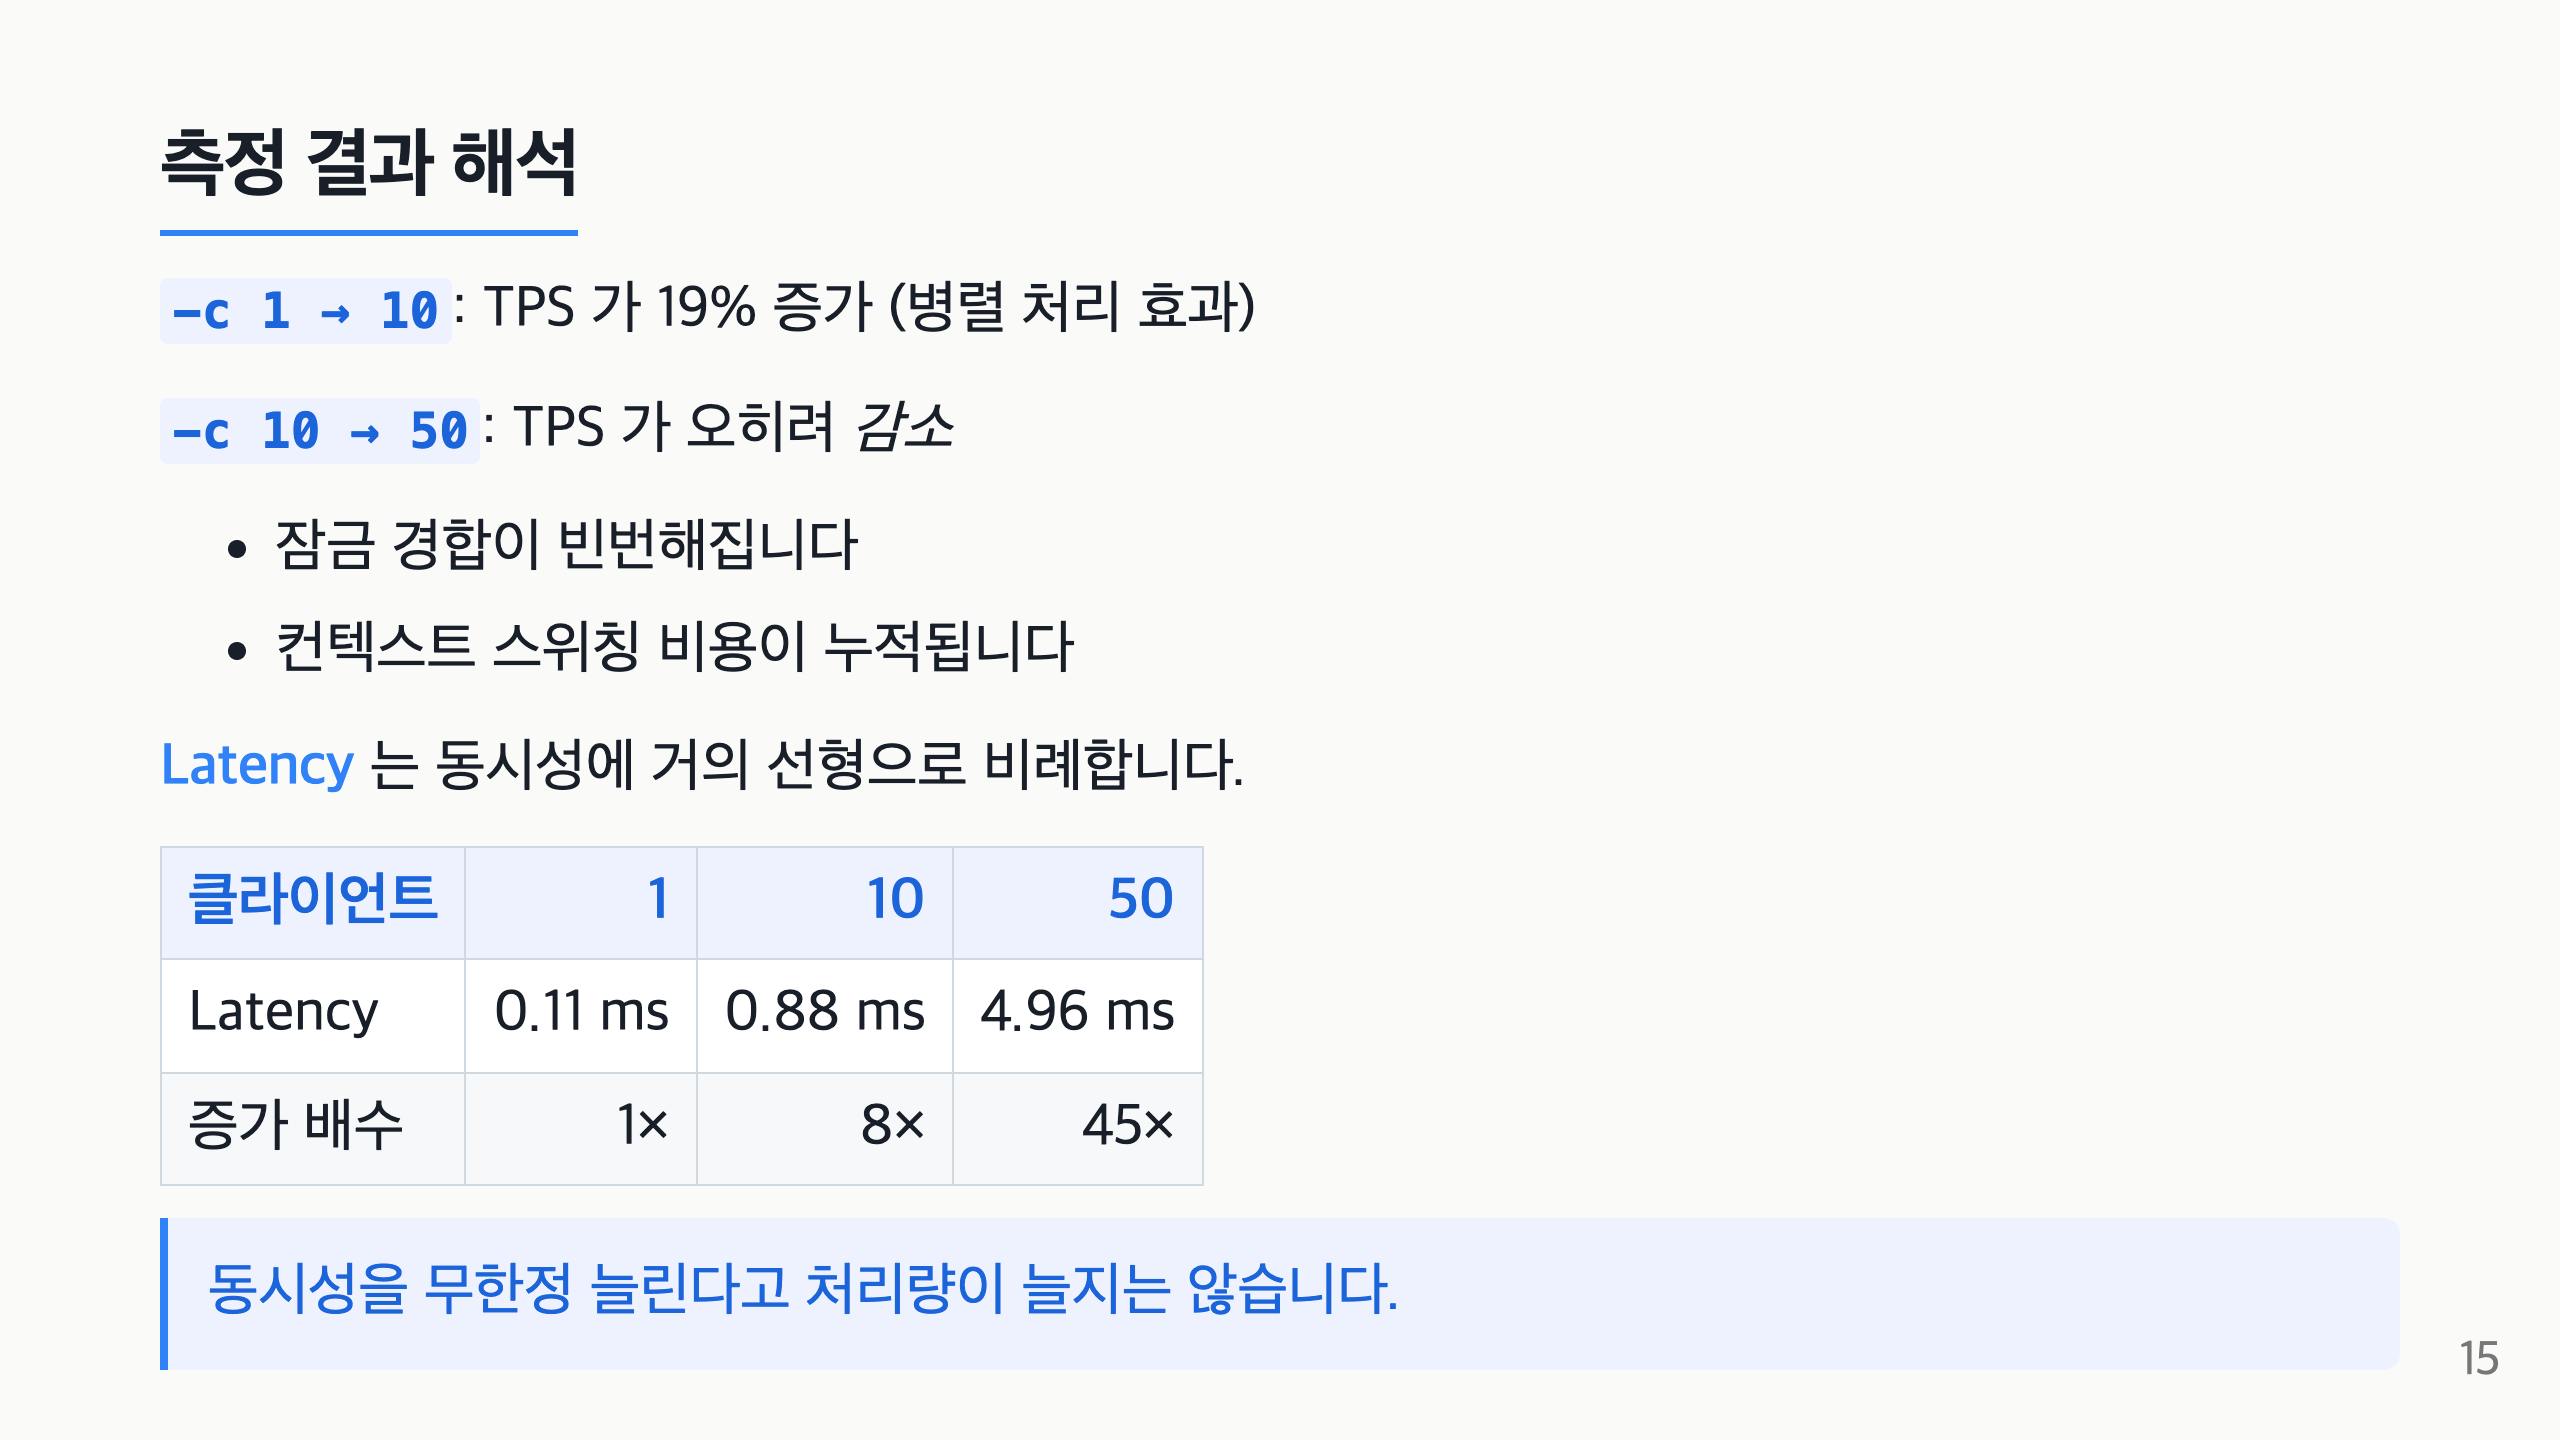 측정 결과 해석
-c 1 → 10: TPS 가 19% 증가 (병렬 처리 효과)
-c 10 → 50: TPS 가 오히려 감소
• 잠금 경합이 빈번해집니다
• 컨텍스트 스위칭 비용이 누적됩니다
Latency 는 동시성에 거의 선형으로 비례합니다.
클라이언트 1 10 50
Latency 0.11 ms 0.88 ms 4.96 ms
증가 배수 1× 8× 45×
동시성을 무한정 늘린다고 처리량이 늘지는 않습니다.
15